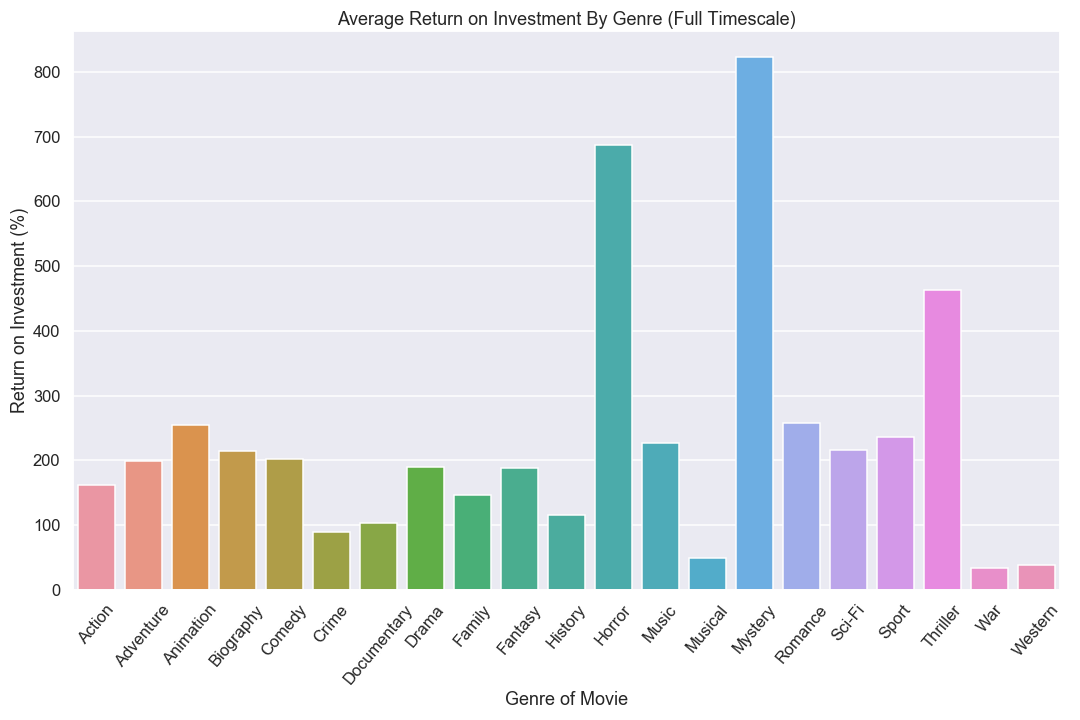 Average Return on Investment By Genre (Full Timescale)
Return on Investment (%)
800
700
600
500
400
300
200
100
0
Action
Adventure
Animation
Biography
Comedy
Crime
Documentary
Drama
Family
Fantasy
History
Horror
Music
Musical
Mystery
Romance
Sci-Fi
Sport
Thriller
War
Western
Genre of Movie